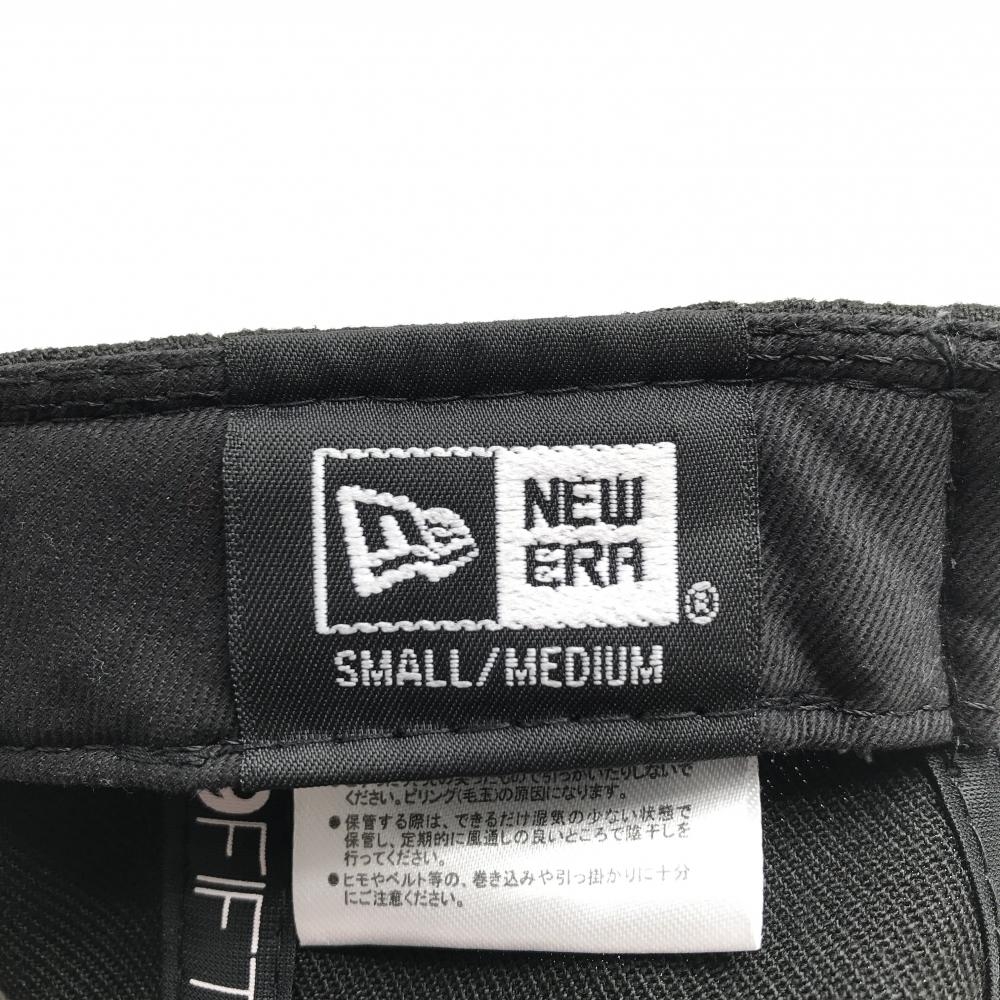 NEW
ERA
®
SMALL/MEDIUM
ください。ピリング(毛玉)の原因になります。
●保管する際は、できるだけ湿気の少ない状態で
保管し、定期的に風通しの良いところで陰干しを
行ってください。
●ヒモやベルト等の、巻き込みや引っ掛かりに十分
にご注意ください。
OFIFT